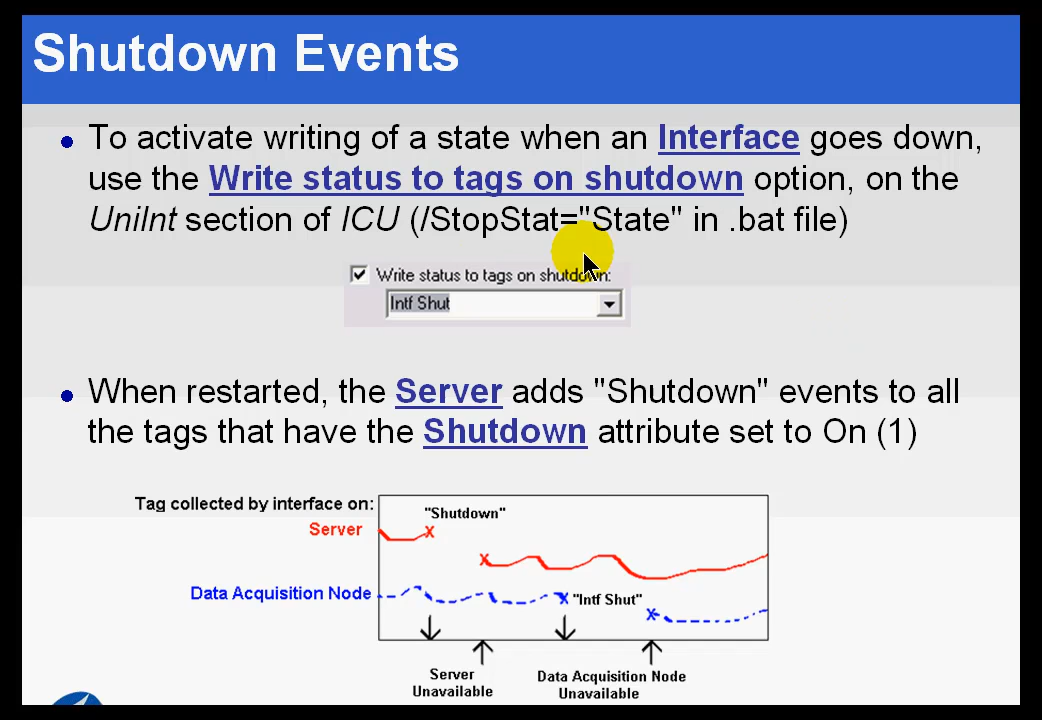 Shutdown Events
• To activate writing of a state when an Interface goes down,
use the Write status to tags on shutdown option, on the
UniInt section of ICU (/StopStat="State" in .bat file)
Write status to tags on shutdown:
Intf Shut
• When restarted, the Server adds "Shutdown" events to all
the tags that have the Shutdown attribute set to On (1)
Tag collected by interface on:
"Shutdown"
Server
Data Acquisition Node
"Intf Shut"
Server
Unavailable
Data Acquisition Node
Unavailable